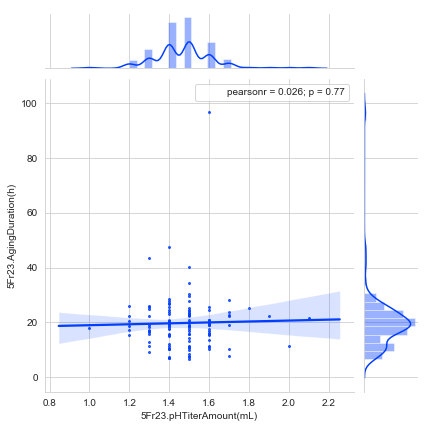 pearsonr = 0.026; p = 0.77
100
80
60
40
20
0
5Fr23.AgingDuration(h)
0.8 1.0 1.2 1.4 1.6 1.8 2.0 2.2
5Fr23.pHTiterAmount(mL)